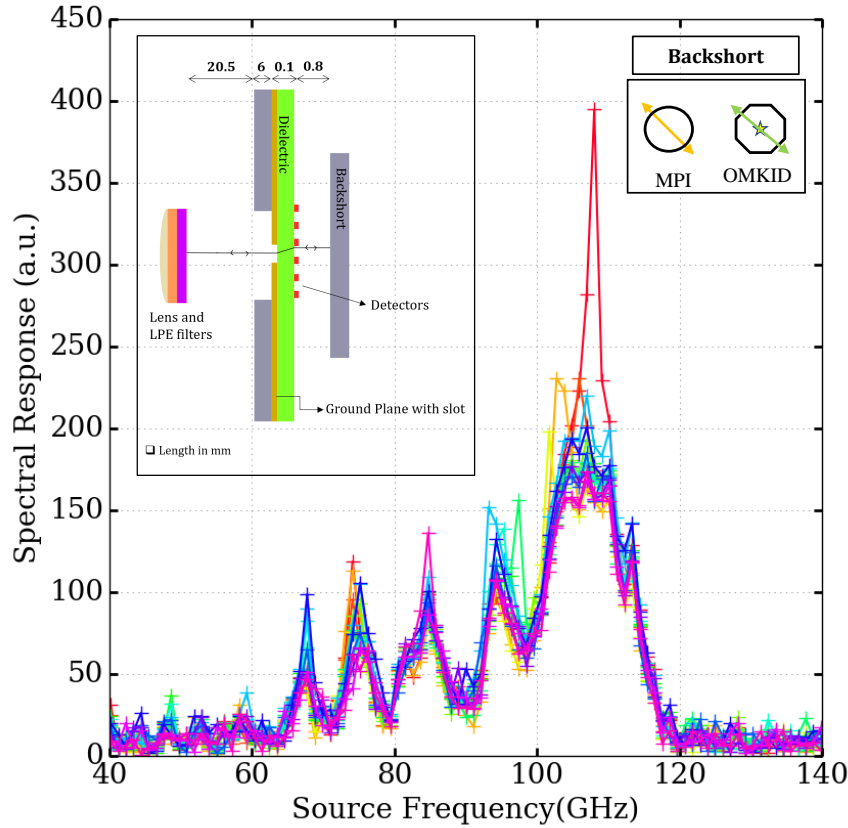 450
400
350
300
250
200
150
100
50
0
40
60
80
100
120
140
Spectral Response (a.u.)
Source Frequency(GHz)
20.5 6 0.1 0.8
Dielectric
Backshort
Lens and
LPE filters
Detectors
Ground Plane with slot
❑ Length in mm
Backshort
MPI
OMKID